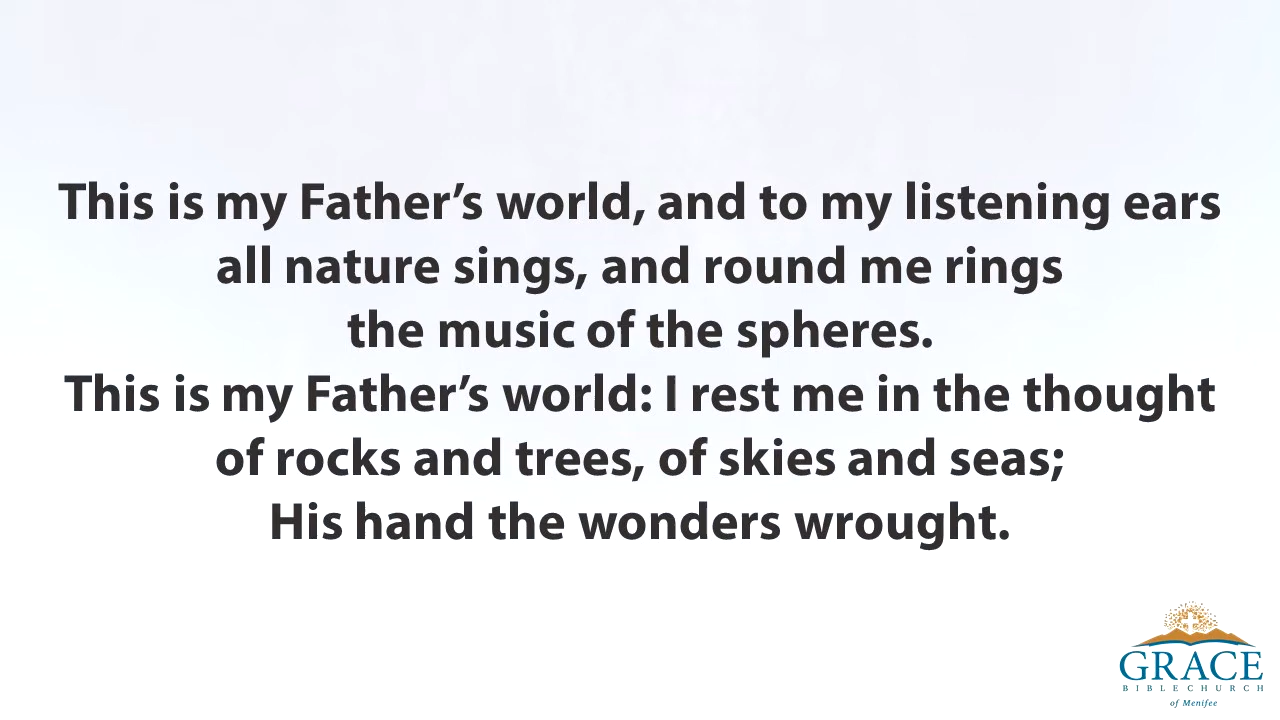 This is my Father’s world, and to my listening ears
all nature sings, and round me rings
the music of the spheres.
This is my Father’s world: I rest me in the thought
of rocks and trees, of skies and seas;
His hand the wonders wrought.
GRACE
BIBLECHURCH
of Menifee